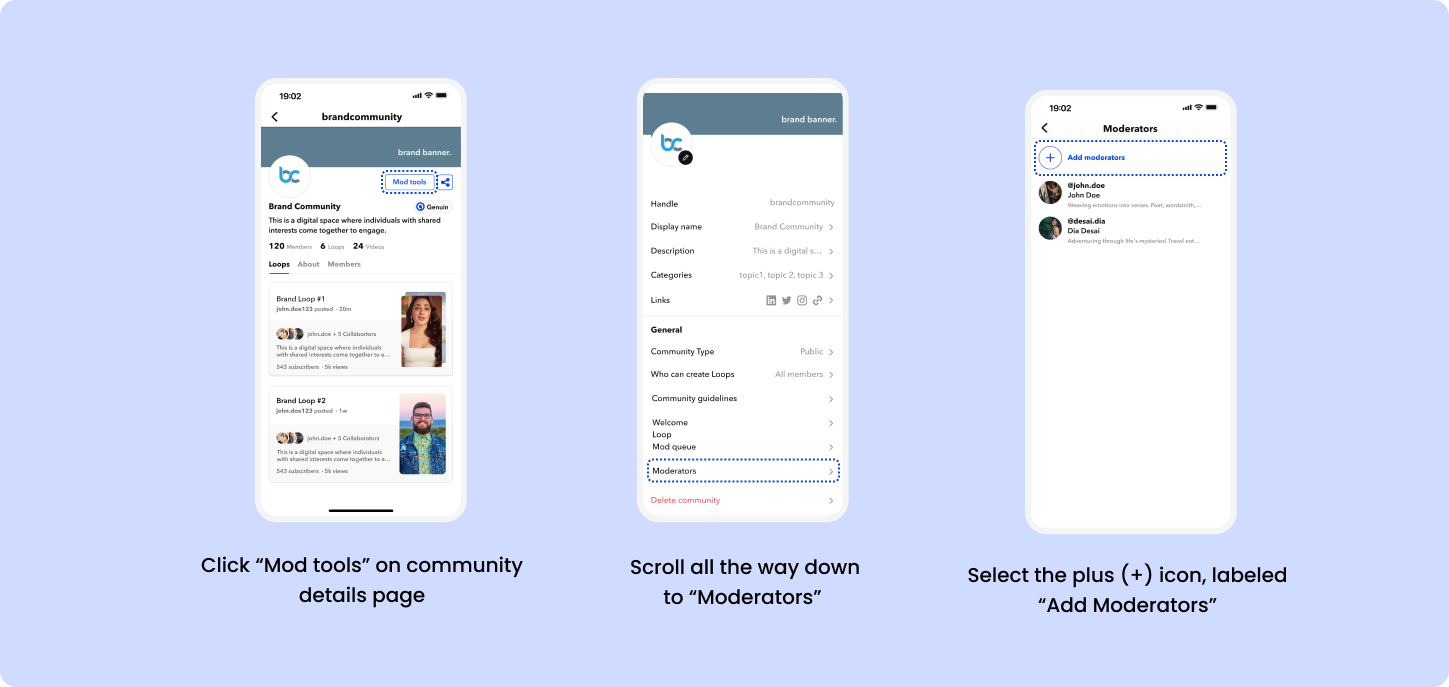 19:02
brandcommunity
brand banner.
bc
Mod tools
Brand Community
Genuin
This is a digital space where individuals with shared
interests come together to engage.
120 Members 6 Loops 24 Videos
Loops About Members
Brand Loop #1
john.doe123 posted · 20m
john.doe + 5 Collabortors
This is a digital space where individuals
with shared interests come together to e...
543 subscribers · 5k views
Brand Loop #2
john.doe123 posted · 1w
john.doe + 5 Collaborators
This is a digital space where individuals
with shared interests come together to e...
543 subscribers · 5k views
Click “Mod tools” on community
details page
brand banner.
bc
Handle brandcommunity
Display name Brand Community
Description This is a digital s...
Categories topic1, topic 2, topic 3
Links
General
Community Type Public
Who can create Loops All members
Community guidelines
Welcome
Loop
Mod queue
Moderators
Delete community
Scroll all the way down
to “Moderators”
19:02
Moderators
Add moderators
@john.doe
John Doe
Weaving emotions into verses. Poet, wordsmith,...
@desai.dia
Dia Desai
Adventuring through life's mysteries! Travel ent...
Select the plus (+) icon, labeled
“Add Moderators”